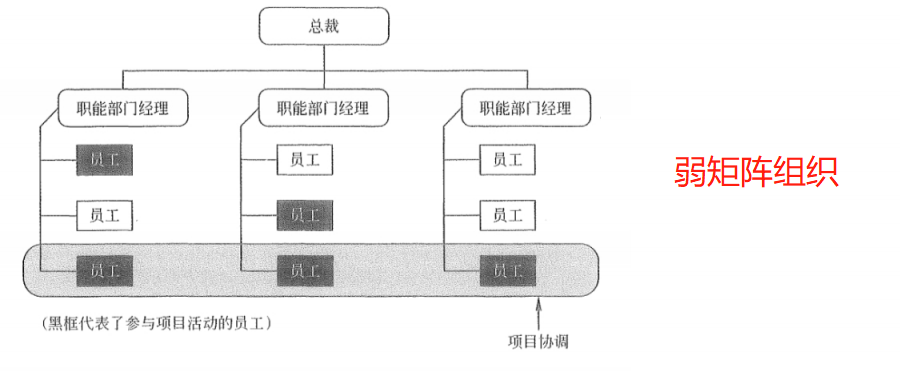 总裁
职能部门经理 职能部门经理 职能部门经理
员工 员工 员工
弱矩阵组织
员工 员工 员工
员工 员工 员工
(黑框代表了参与项目活动的员工)
项目协调